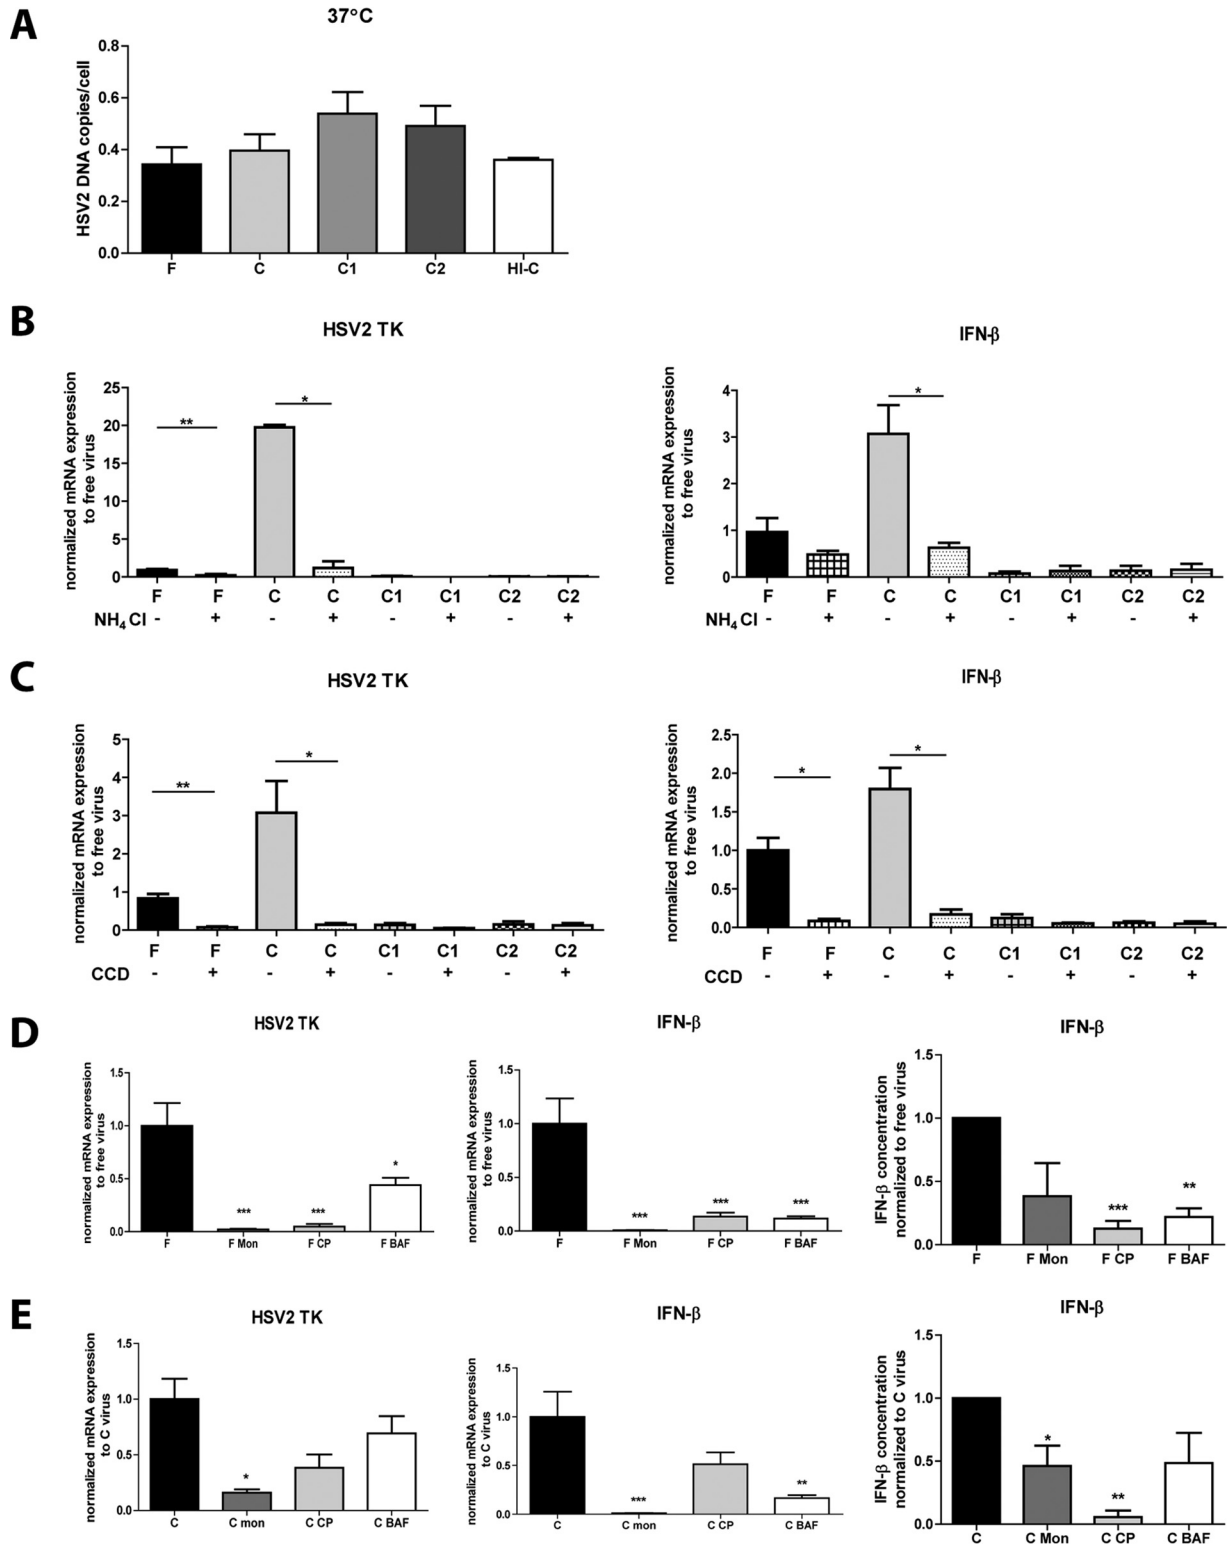 A
37°C
HSV2 DNA copies/cell
0.8
0.6
0.4
0.2
0.0
F C C1 C2 HI-C
B
HSV2 TK
normalized mRNA expression
to free virus
25
20
15
10
5
0
** *
F F C C C1 C1 C2 C2
NH4Cl - + - + - + - +
IFN-β
normalized mRNA expression
to free virus
4
3
2
1
0
*
F F C C C1 C1 C2 C2
NH4Cl - + - + - + - +
C
HSV2 TK
normalized mRNA expression
to free virus
5
4
3
2
1
0
** *
F F C C C1 C1 C2 C2
CCD - + - + - + - +
IFN-β
normalized mRNA expression
to free virus
2.5
2.0
1.5
1.0
0.5
0.0
* *
F F C C C1 C1 C2 C2
CCD - + - + - + - +
D
HSV2 TK
normalized mRNA expression
to free virus
1.5
1.0
0.5
0.0
*** *** *
F F Mon F CP F BAF
IFN-β
normalized mRNA expression
to free virus
1.5
1.0
0.5
0.0
*** *** ***
F F Mon F CP F BAF
IFN-β
IFN-β concentration
normalized to free virus
1.5
1.0
0.5
0.0
*** **
F F Mon F CP F BAF
E
HSV2 TK
normalized mRNA expression
to C virus
1.5
1.0
0.5
0.0
*
C C mon C CP C BAF
IFN-β
normalized mRNA expression
to C virus
1.5
1.0
0.5
0.0
*** **
C C mon C CP C BAF
IFN-β
IFN-β concentration
normalized to C virus
1.5
1.0
0.5
0.0
* **
C C Mon C CP C BAF